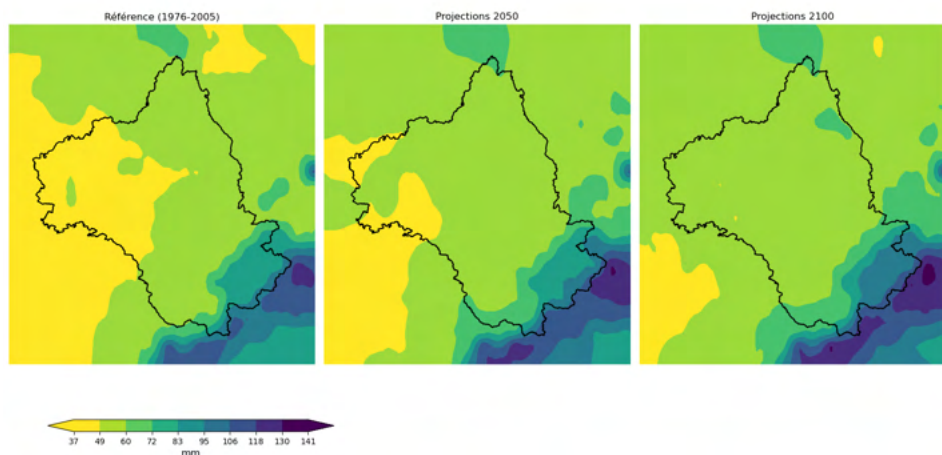 Référence (1976-2005)
Projections 2050
Projections 2100
37 49 60 72 83 95 106 118 130 141
mm